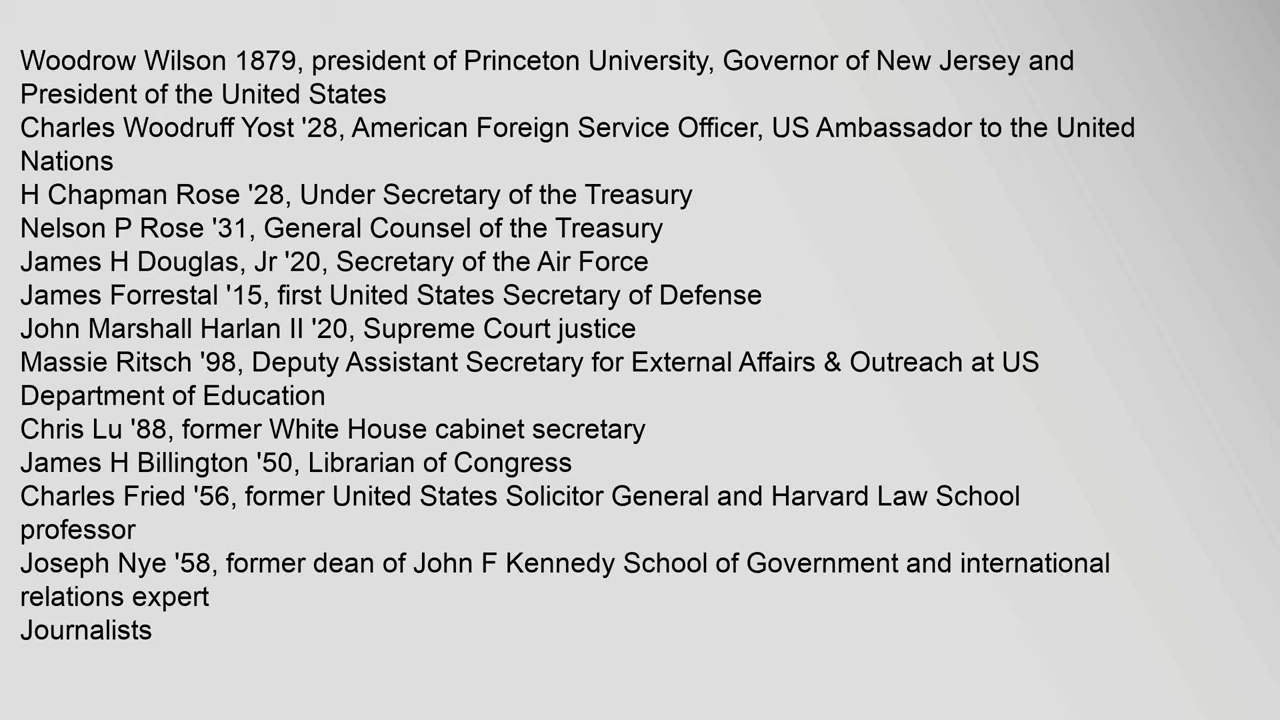 Woodrow Wilson 1879, president of Princeton University, Governor of New Jersey and
President of the United States
Charles Woodruff Yost '28, American Foreign Service Officer, US Ambassador to the United
Nations
H Chapman Rose '28, Under Secretary of the Treasury
Nelson P Rose '31, General Counsel of the Treasury
James H Douglas, Jr '20, Secretary of the Air Force
James Forrestal '15, first United States Secretary of Defense
John Marshall Harlan II '20, Supreme Court justice
Massie Ritsch '98, Deputy Assistant Secretary for External Affairs & Outreach at US
Department of Education
Chris Lu '88, former White House cabinet secretary
James H Billington '50, Librarian of Congress
Charles Fried '56, former United States Solicitor General and Harvard Law School
professor
Joseph Nye '58, former dean of John F Kennedy School of Government and international
relations expert
Journalists